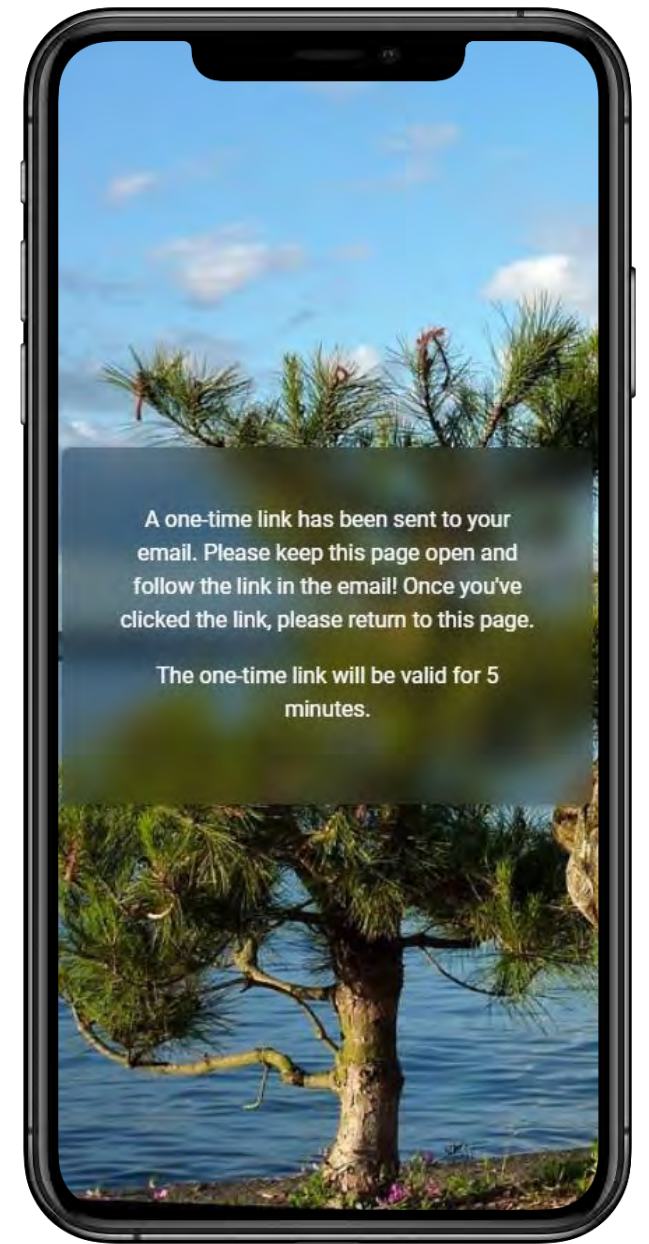 A one-time link has been sent to your
email. Please keep this page open and
follow the link in the email! Once you've
clicked the link, please return to this page.
The one-time link will be valid for 5
minutes.